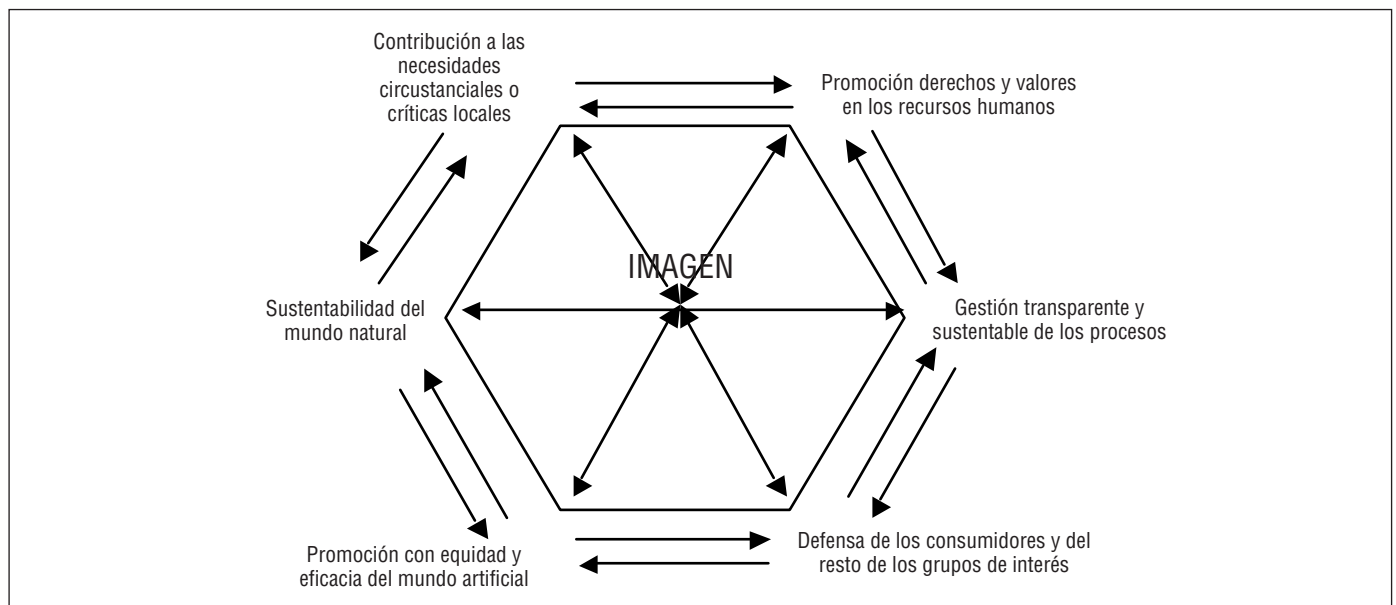 Contribución a las
necesidades
circustanciales o
críticas locales
Promoción derechos y valores
en los recursos humanos
IMAGEN
Sustentabilidad del
mundo natural
Gestión transparente y
sustentable de los procesos
Promoción con equidad y
eficacia del mundo artificial
Defensa de los consumidores y del
resto de los grupos de interés